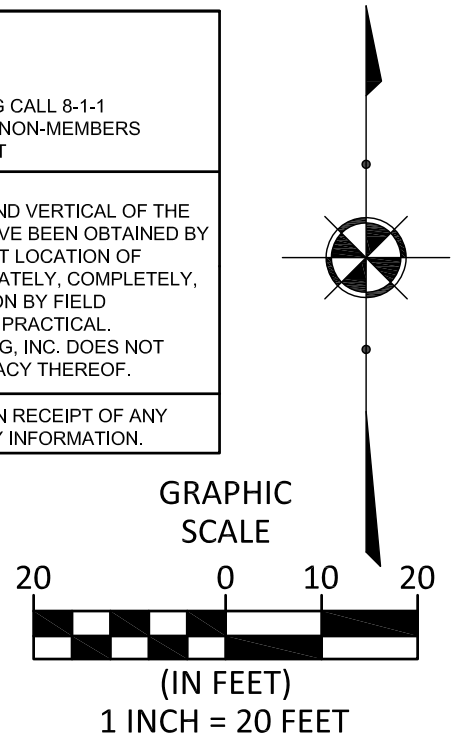 G CALL 8-1-1
NON-MEMBERS
T
ND VERTICAL OF THE
VE BEEN OBTAINED BY
T LOCATION OF
ATELY, COMPLETELY,
ON BY FIELD
PRACTICAL.
G, INC. DOES NOT
ACY THEREOF.
N RECEIPT OF ANY
Y INFORMATION.
GRAPHIC
SCALE
20 0 10 20
(IN FEET)
1 INCH = 20 FEET